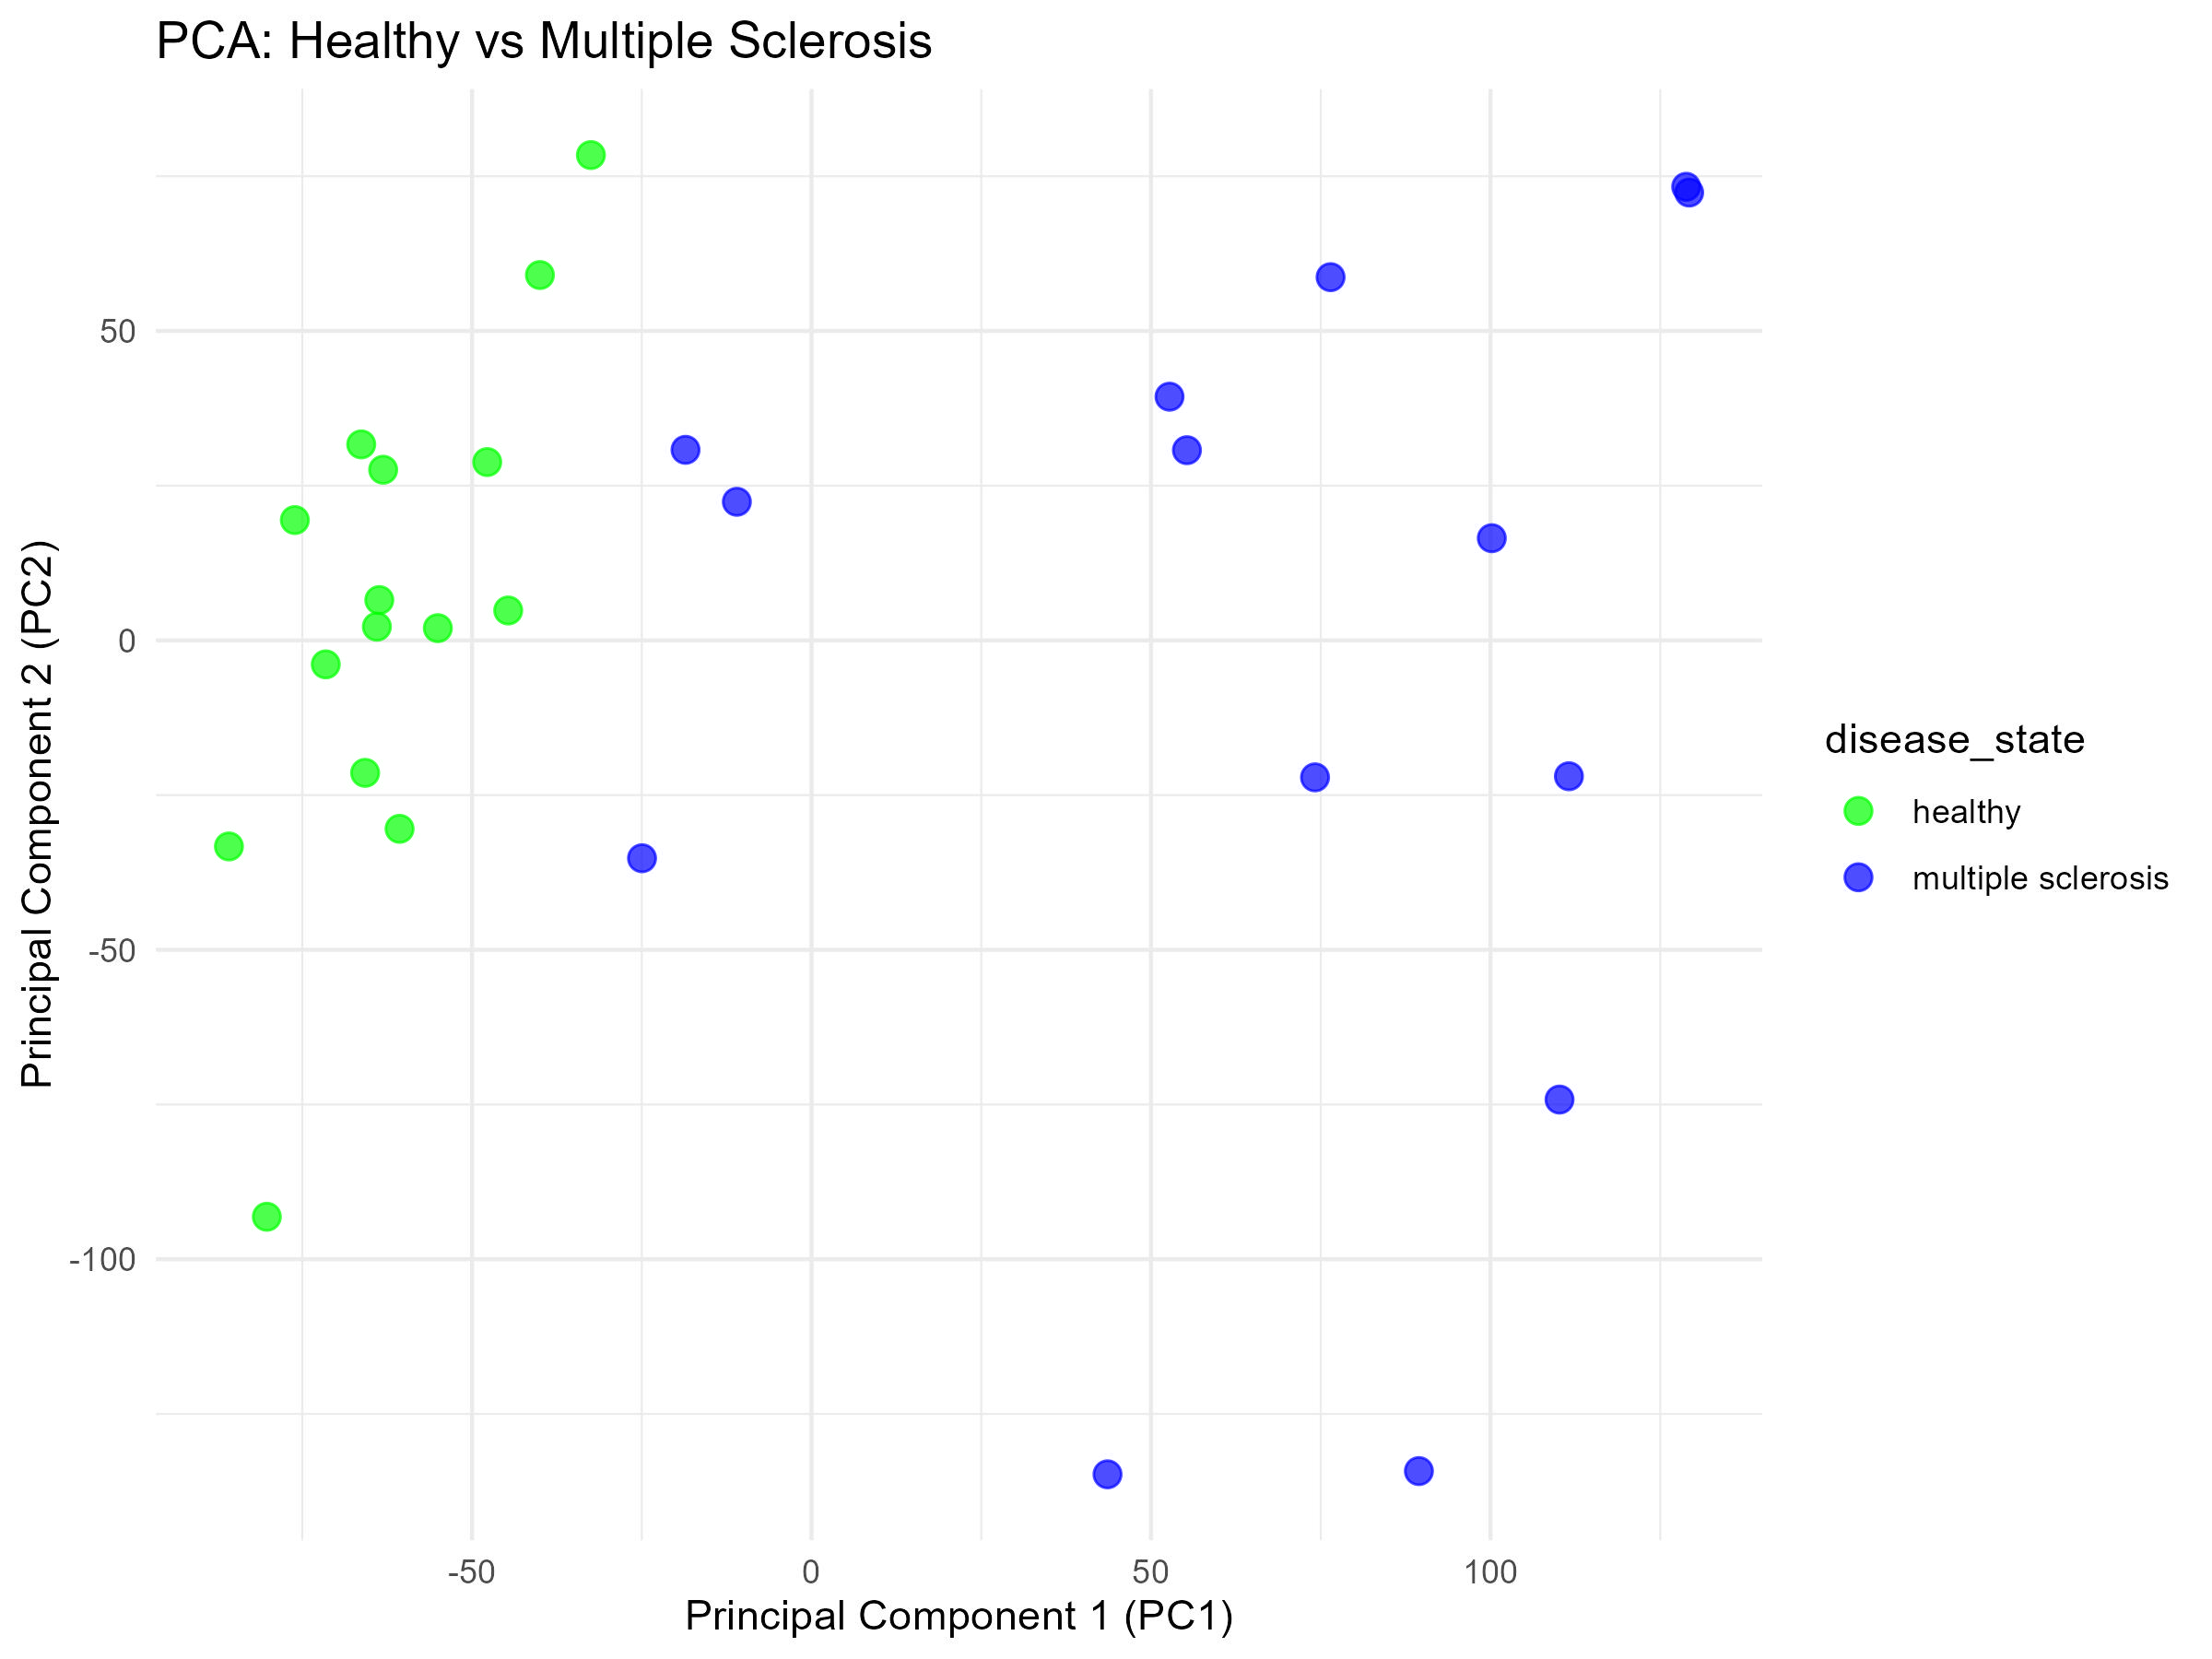 PCA: Healthy vs Multiple Sclerosis
50
0
-50
-100
Principal Component 2 (PC2)
-50
0
50
100
Principal Component 1 (PC1)
disease_state
healthy
multiple sclerosis